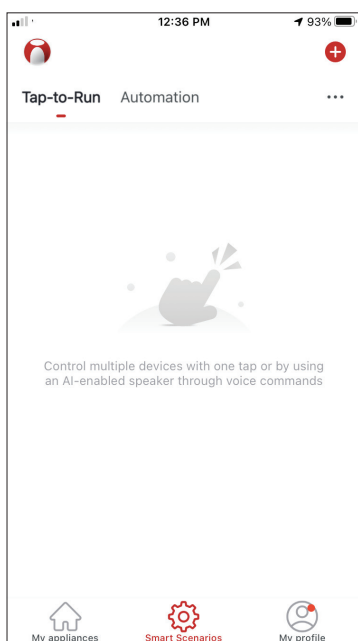 12:36 PM
93%
Tap-to-Run Automation
Control multiple devices with one tap or by using
an AI-enabled speaker through voice commands
My appliances Smart Scenarios My profile